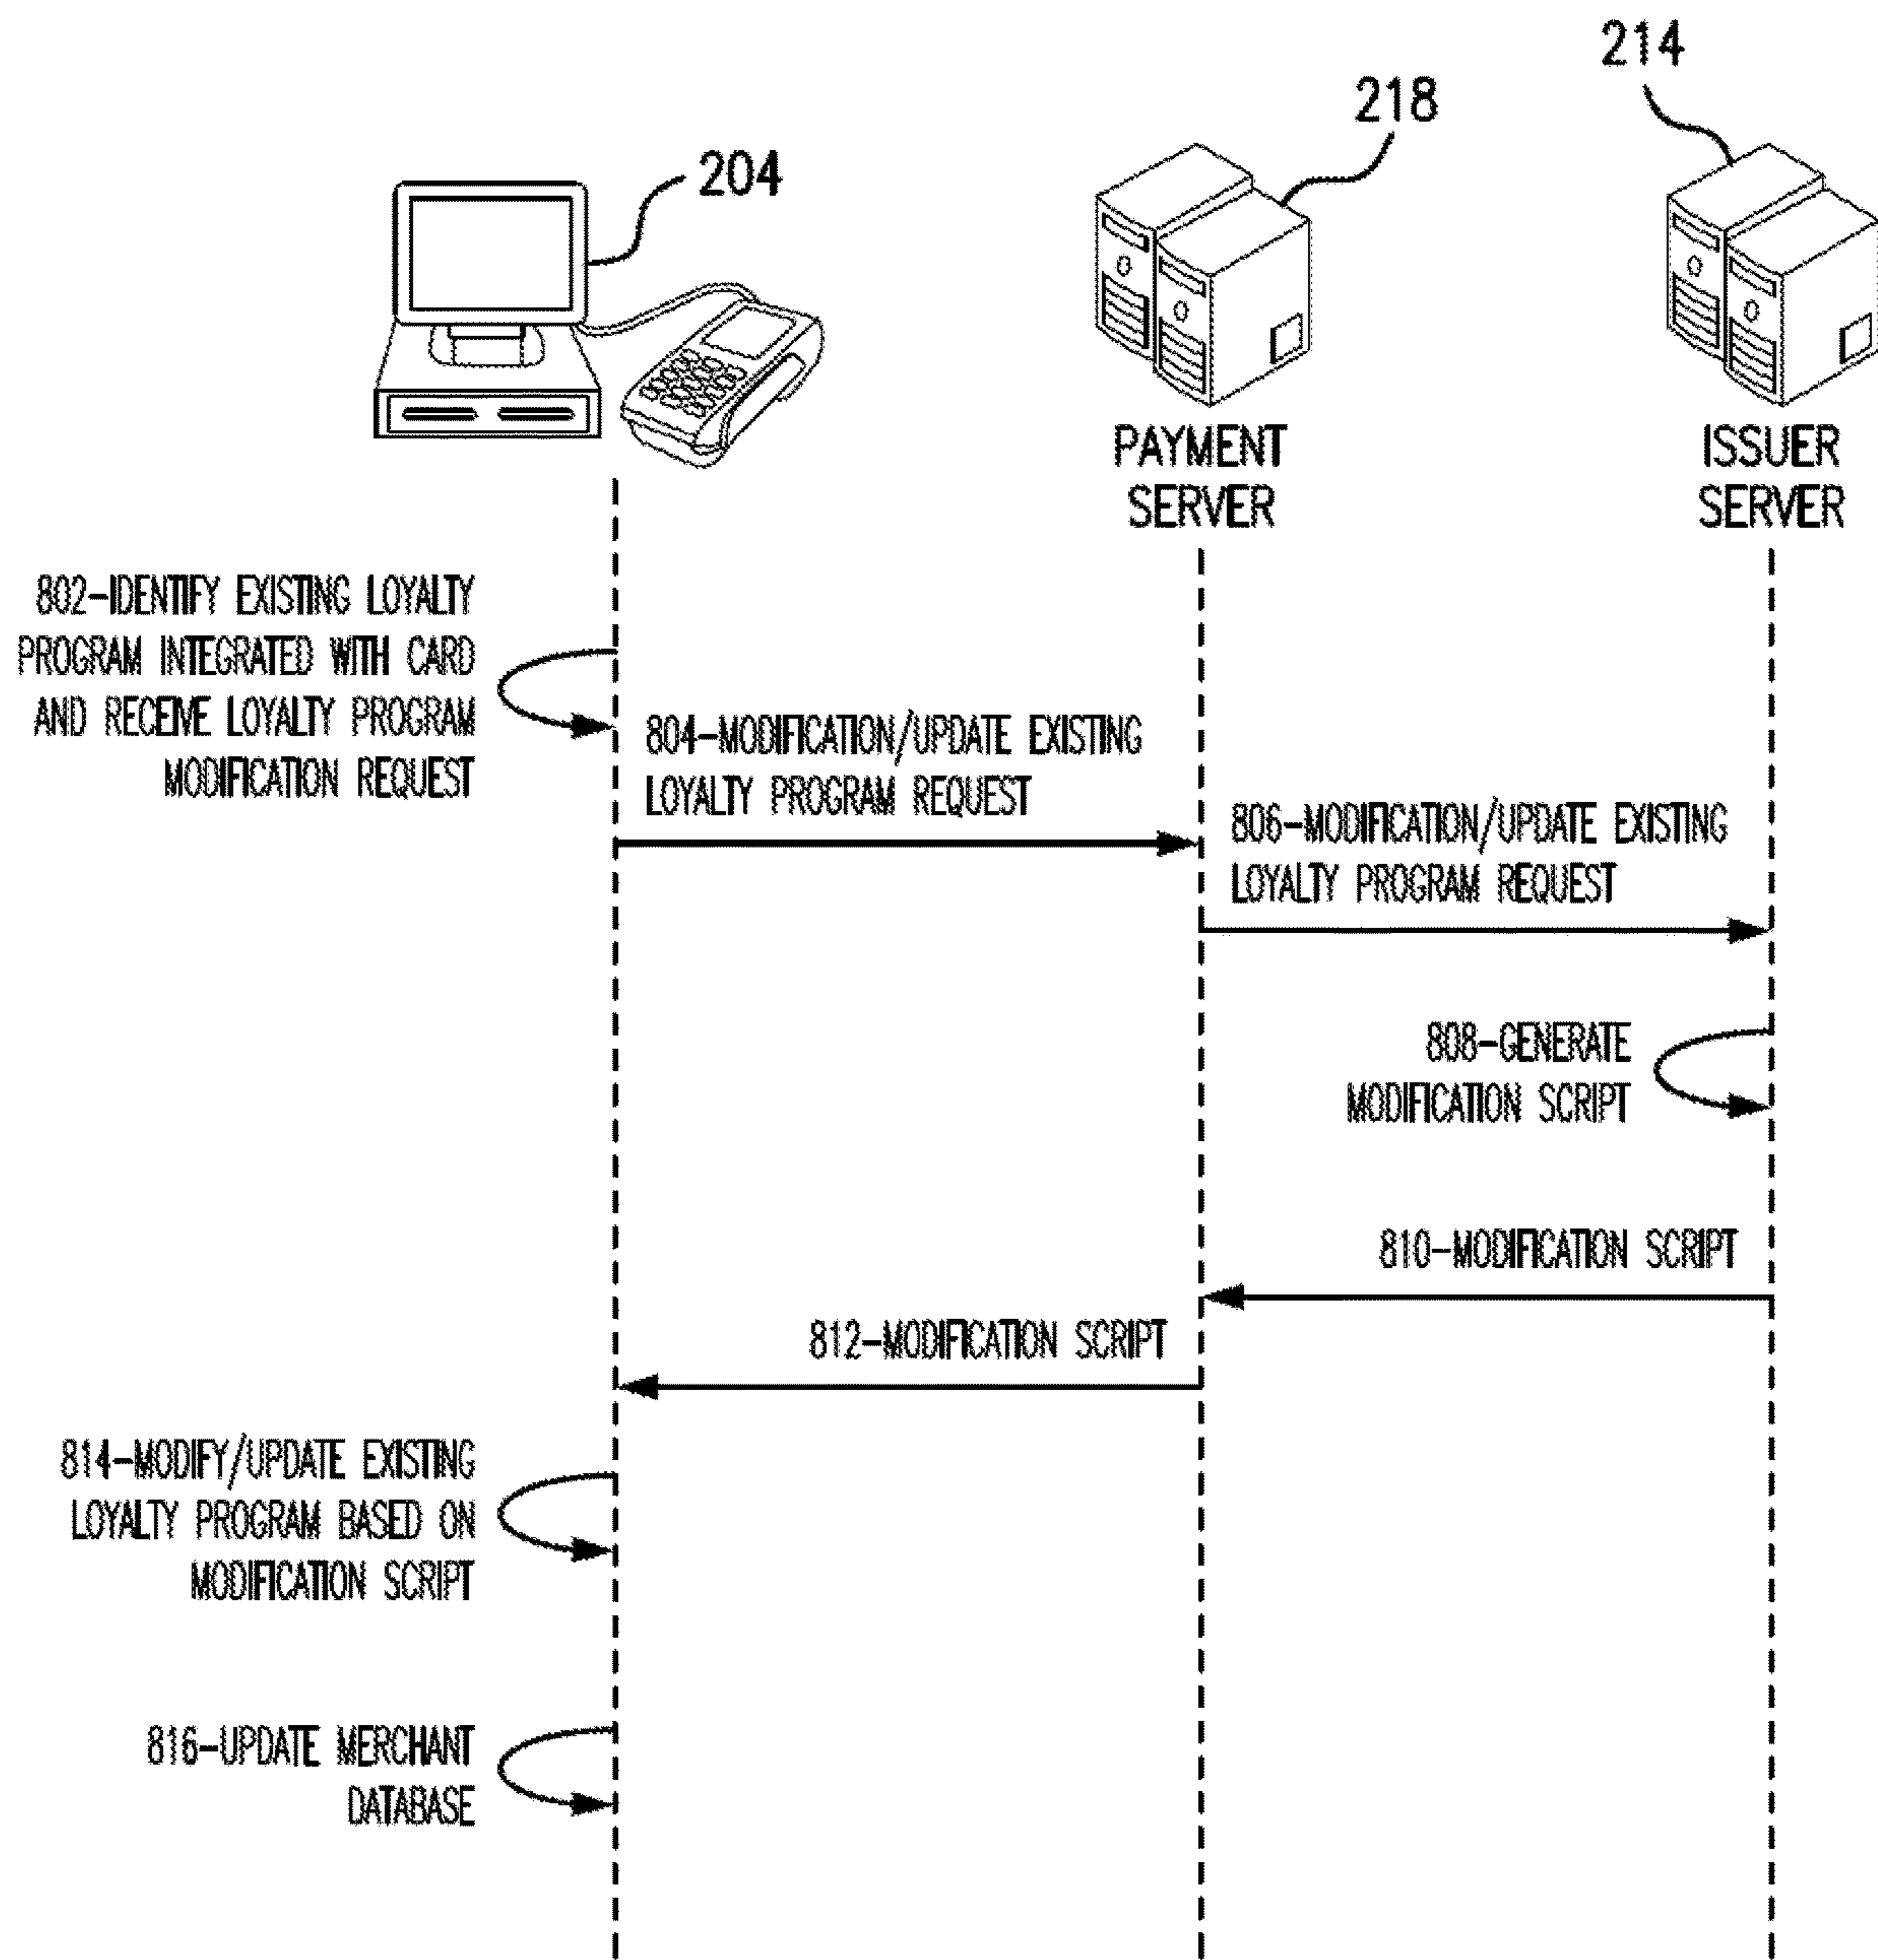 214
218
204
PAYMENT
SERVER
ISSUER
SERVER
802-IDENTIFY EXISTING LOYALTY
PROGRAM INTEGRATED WITH CARD
AND RECEIVE LOYALTY PROGRAM
MODIFICATION REQUEST
804-MODIFICATION/UPDATE EXISTING
LOYALTY PROGRAM REQUEST
806-MODIFICATION/UPDATE EXISTING
LOYALTY PROGRAM REQUEST
808-GENERATE
MODIFICATION SCRIPT
810-MODIFICATION SCRIPT
812-MODIFICATION SCRIPT
814-MODIFY/UPDATE EXISTING
LOYALTY PROGRAM BASED ON
MODIFICATION SCRIPT
816-UPDATE MERCHANT
DATABASE